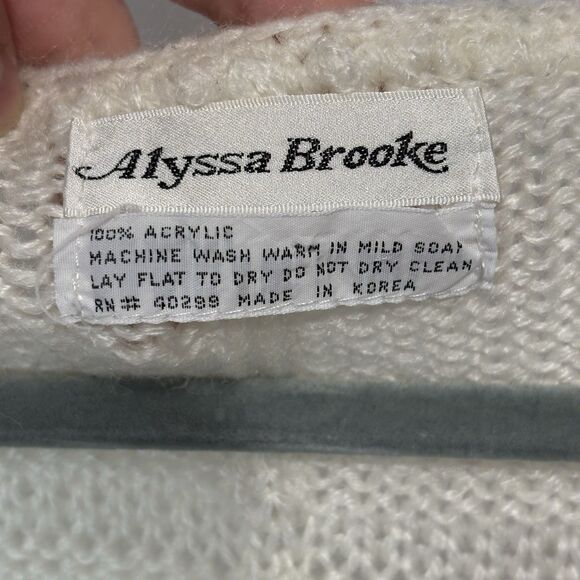 Alyssa Brooke
100% ACRYLIC
MACHINE WASH WARM IN MILD SOAP
LAY FLAT TO DRY DO NOT DRY CLEAN
RN# 40299 MADE IN KOREA